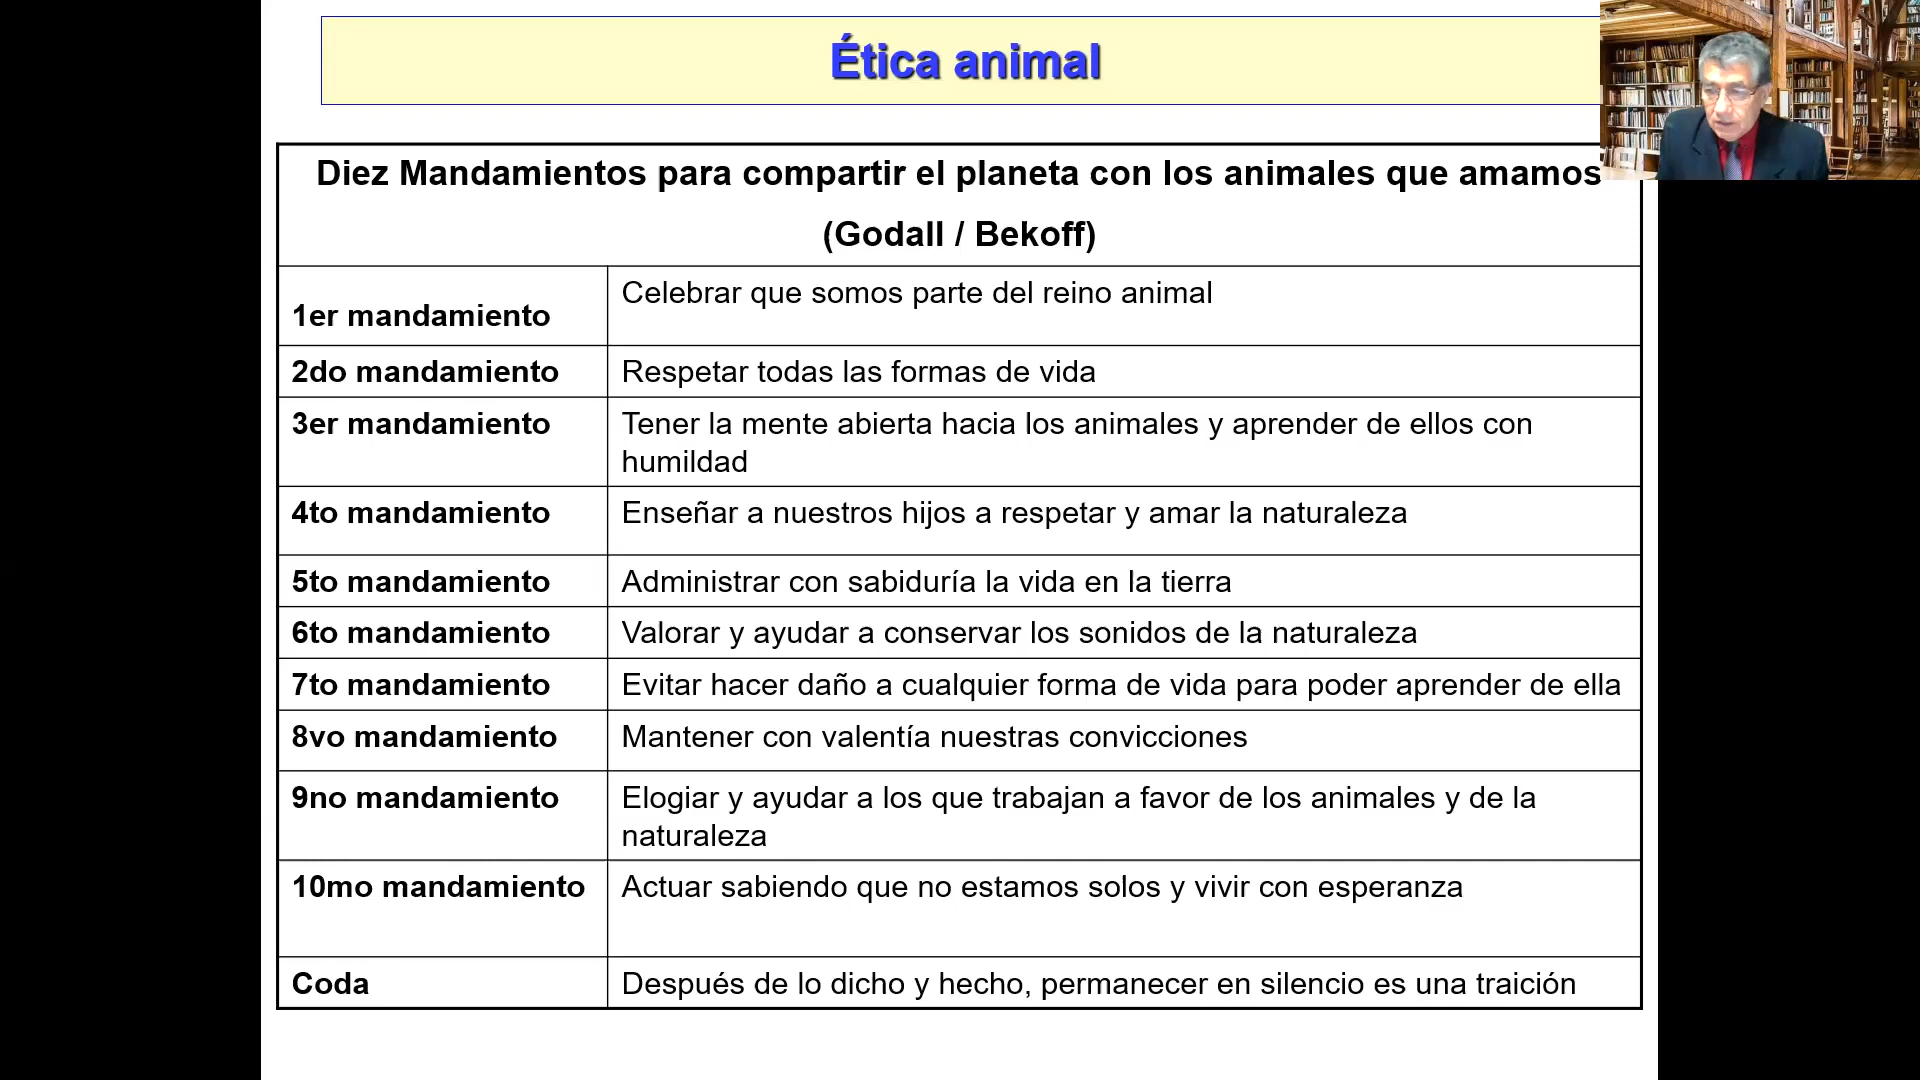 Ética animal
Diez Mandamientos para compartir el planeta con los animales que amamos
(Godall / Bekoff)
1er mandamiento
Celebrar que somos parte del reino animal
2do mandamiento
Respetar todas las formas de vida
3er mandamiento
Tener la mente abierta hacia los animales y aprender de ellos con
humildad
4to mandamiento
Enseñar a nuestros hijos a respetar y amar la naturaleza
5to mandamiento
Administrar con sabiduría la vida en la tierra
6to mandamiento
Valorar y ayudar a conservar los sonidos de la naturaleza
7to mandamiento
Evitar hacer daño a cualquier forma de vida para poder aprender de ella
8vo mandamiento
Mantener con valentía nuestras convicciones
9no mandamiento
Elogiar y ayudar a los que trabajan a favor de los animales y de la
naturaleza
10mo mandamiento
Actuar sabiendo que no estamos solos y vivir con esperanza
Coda
Después de lo dicho y hecho, permanecer en silencio es una traición